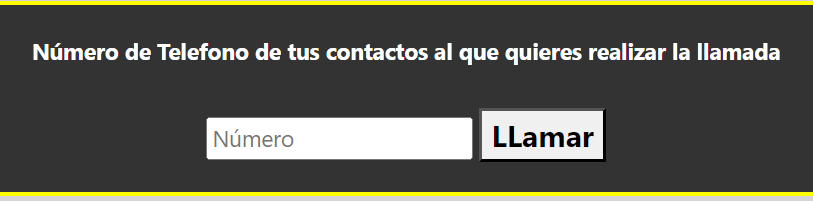 Número de Telefono de tus contactos al que quieres realizar la llamada
Número LLamar